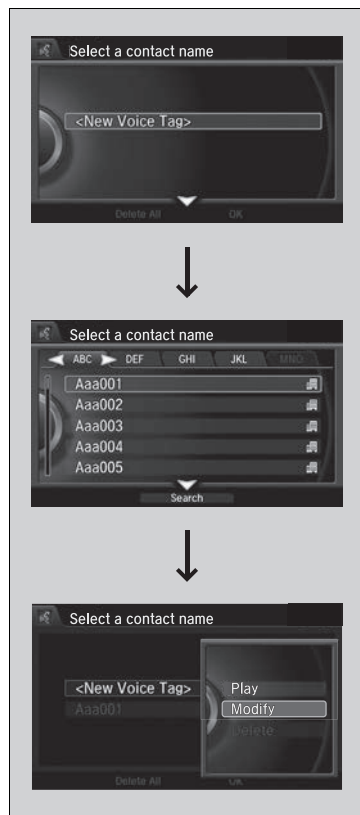 Select a contact name
<New Voice Tag>
Delete All OK
Select a contact name
ABC DEF GHI JKL MNO
Aaa001
Aaa002
Aaa003
Aaa004
Aaa005
Search
Select a contact name
<New Voice Tag>
Aaa001
Play
Modify
Delete
Delete All OK